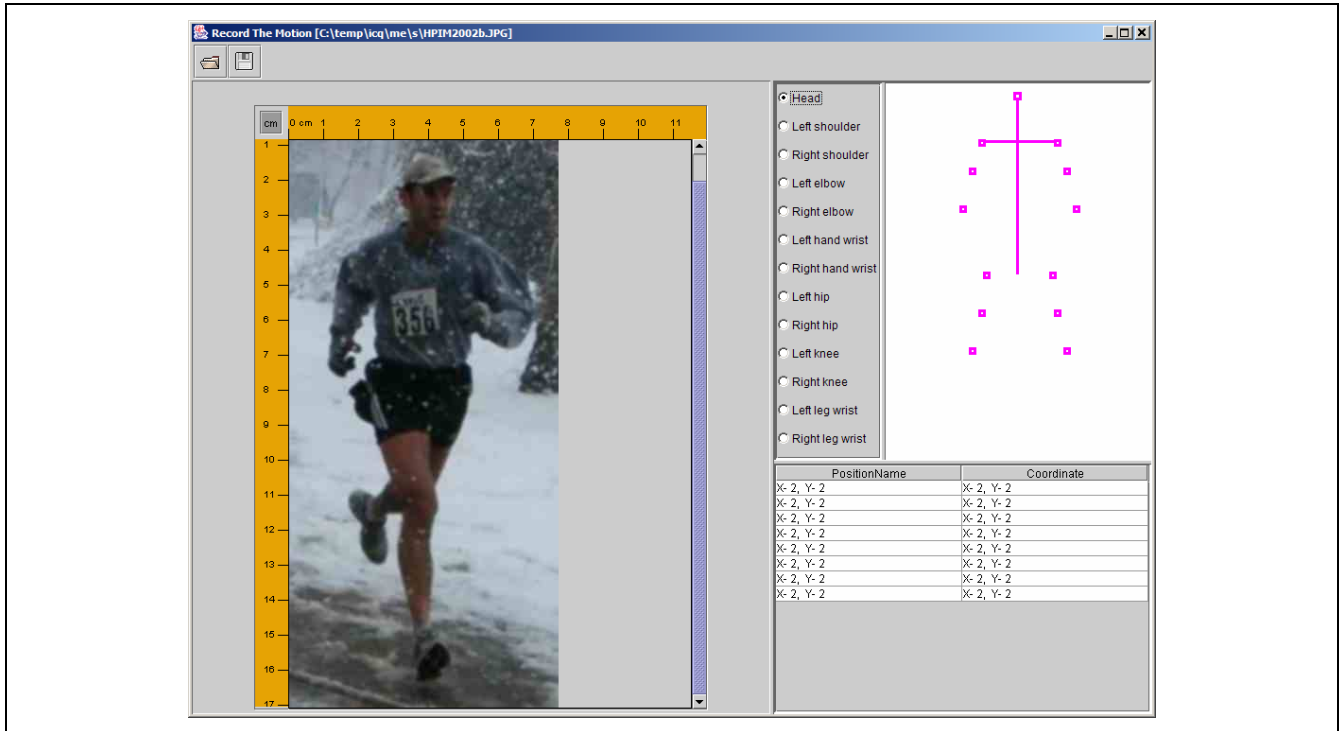 Record The Motion [C:\temp\icq\me\s\HPIM2002b.JPG]
cm
0 cm 1 2 3 4 5 6 7 8 9 10 11
1
2
3
4
5
6
7
8
9
10
11
12
13
14
15
16
17
356
Head
Left shoulder
Right shoulder
Left elbow
Right elbow
Left hand wrist
Right hand wrist
Left hip
Right hip
Left knee
Right knee
Left leg wrist
Right leg wrist
PositionName Coordinate
X- 2, Y- 2 X- 2, Y- 2
X- 2, Y- 2 X- 2, Y- 2
X- 2, Y- 2 X- 2, Y- 2
X- 2, Y- 2 X- 2, Y- 2
X- 2, Y- 2 X- 2, Y- 2
X- 2, Y- 2 X- 2, Y- 2
X- 2, Y- 2 X- 2, Y- 2
X- 2, Y- 2 X- 2, Y- 2